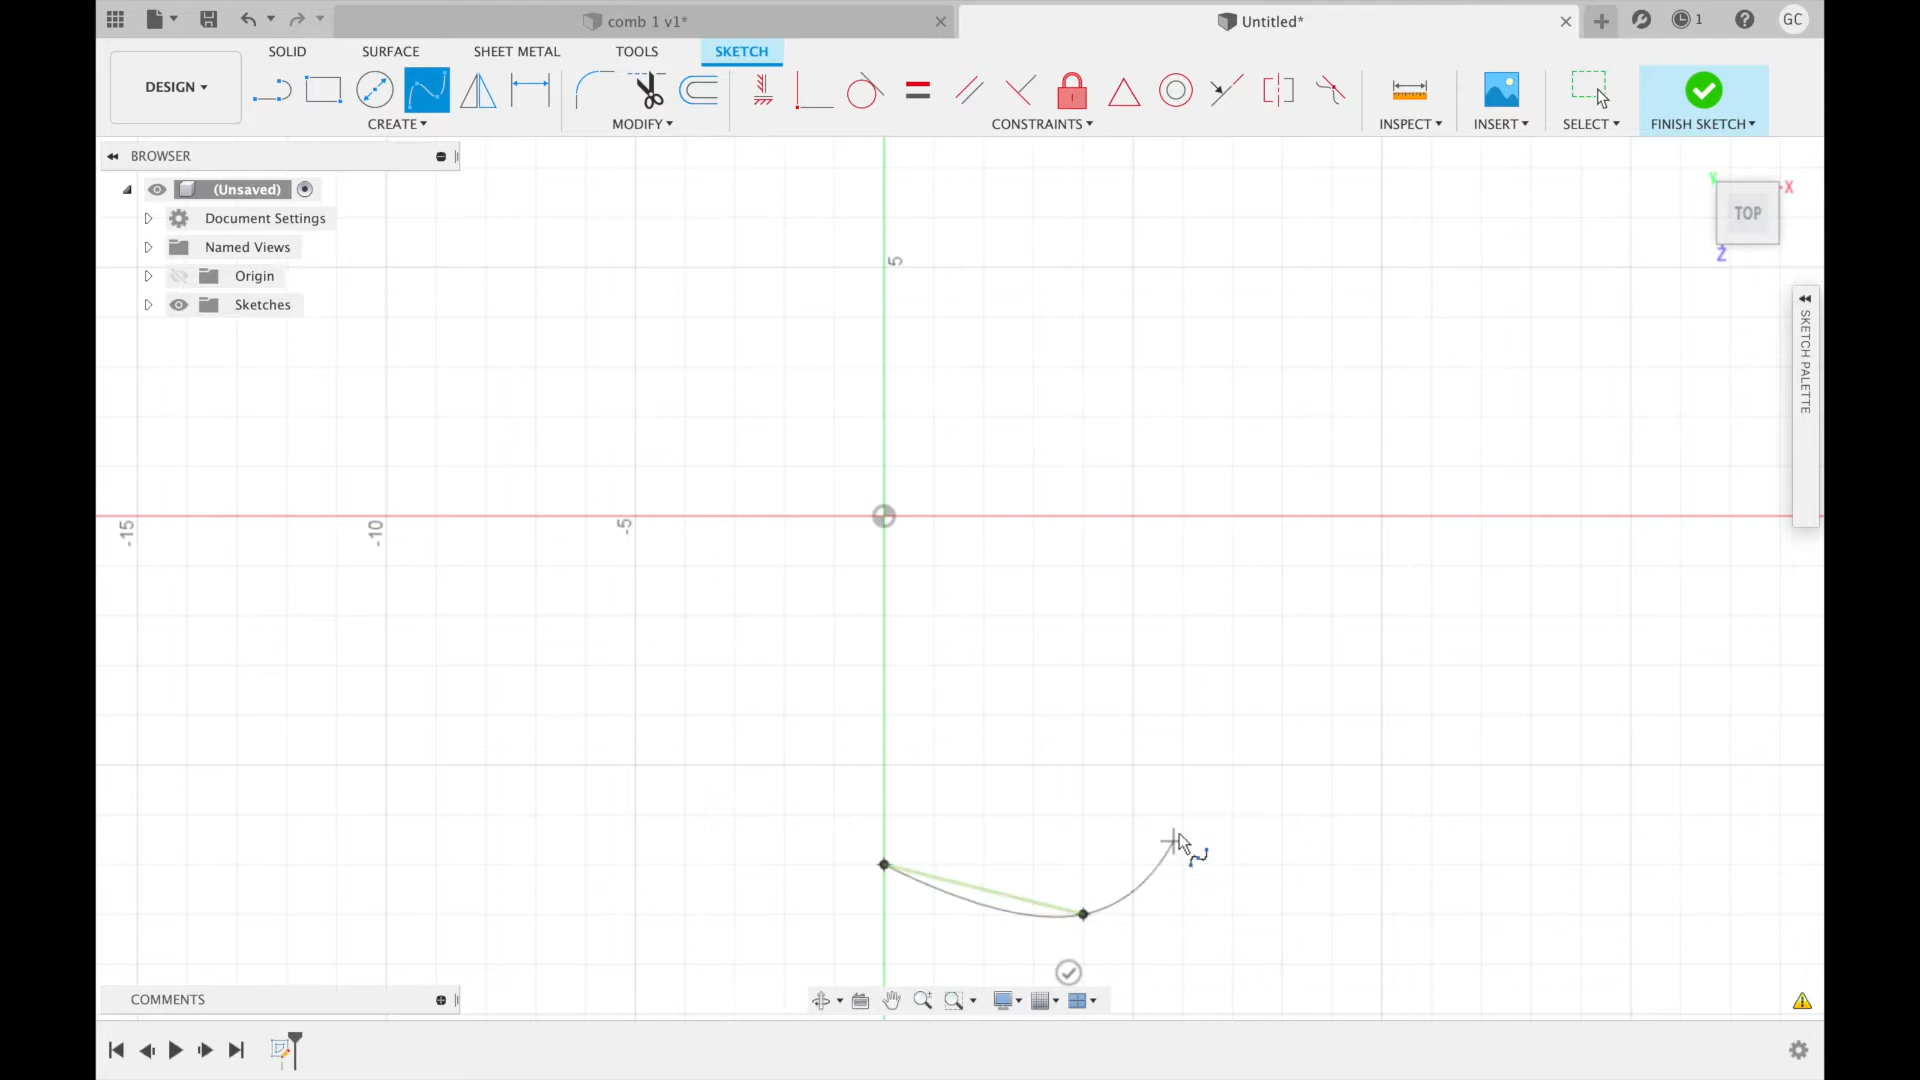 comb 1 v1*
Untitled*
1
GC
DESIGN
SOLID
SURFACE
SHEET METAL
TOOLS
SKETCH
CREATE
MODIFY
CONSTRAINTS
INSPECT
INSERT
SELECT
FINISH SKETCH
BROWSER
(Unsaved)
Document Settings
Named Views
Origin
Sketches
TOP
X
Y
Z
SKETCH PALETTE
5
-15
-10
-5
COMMENTS